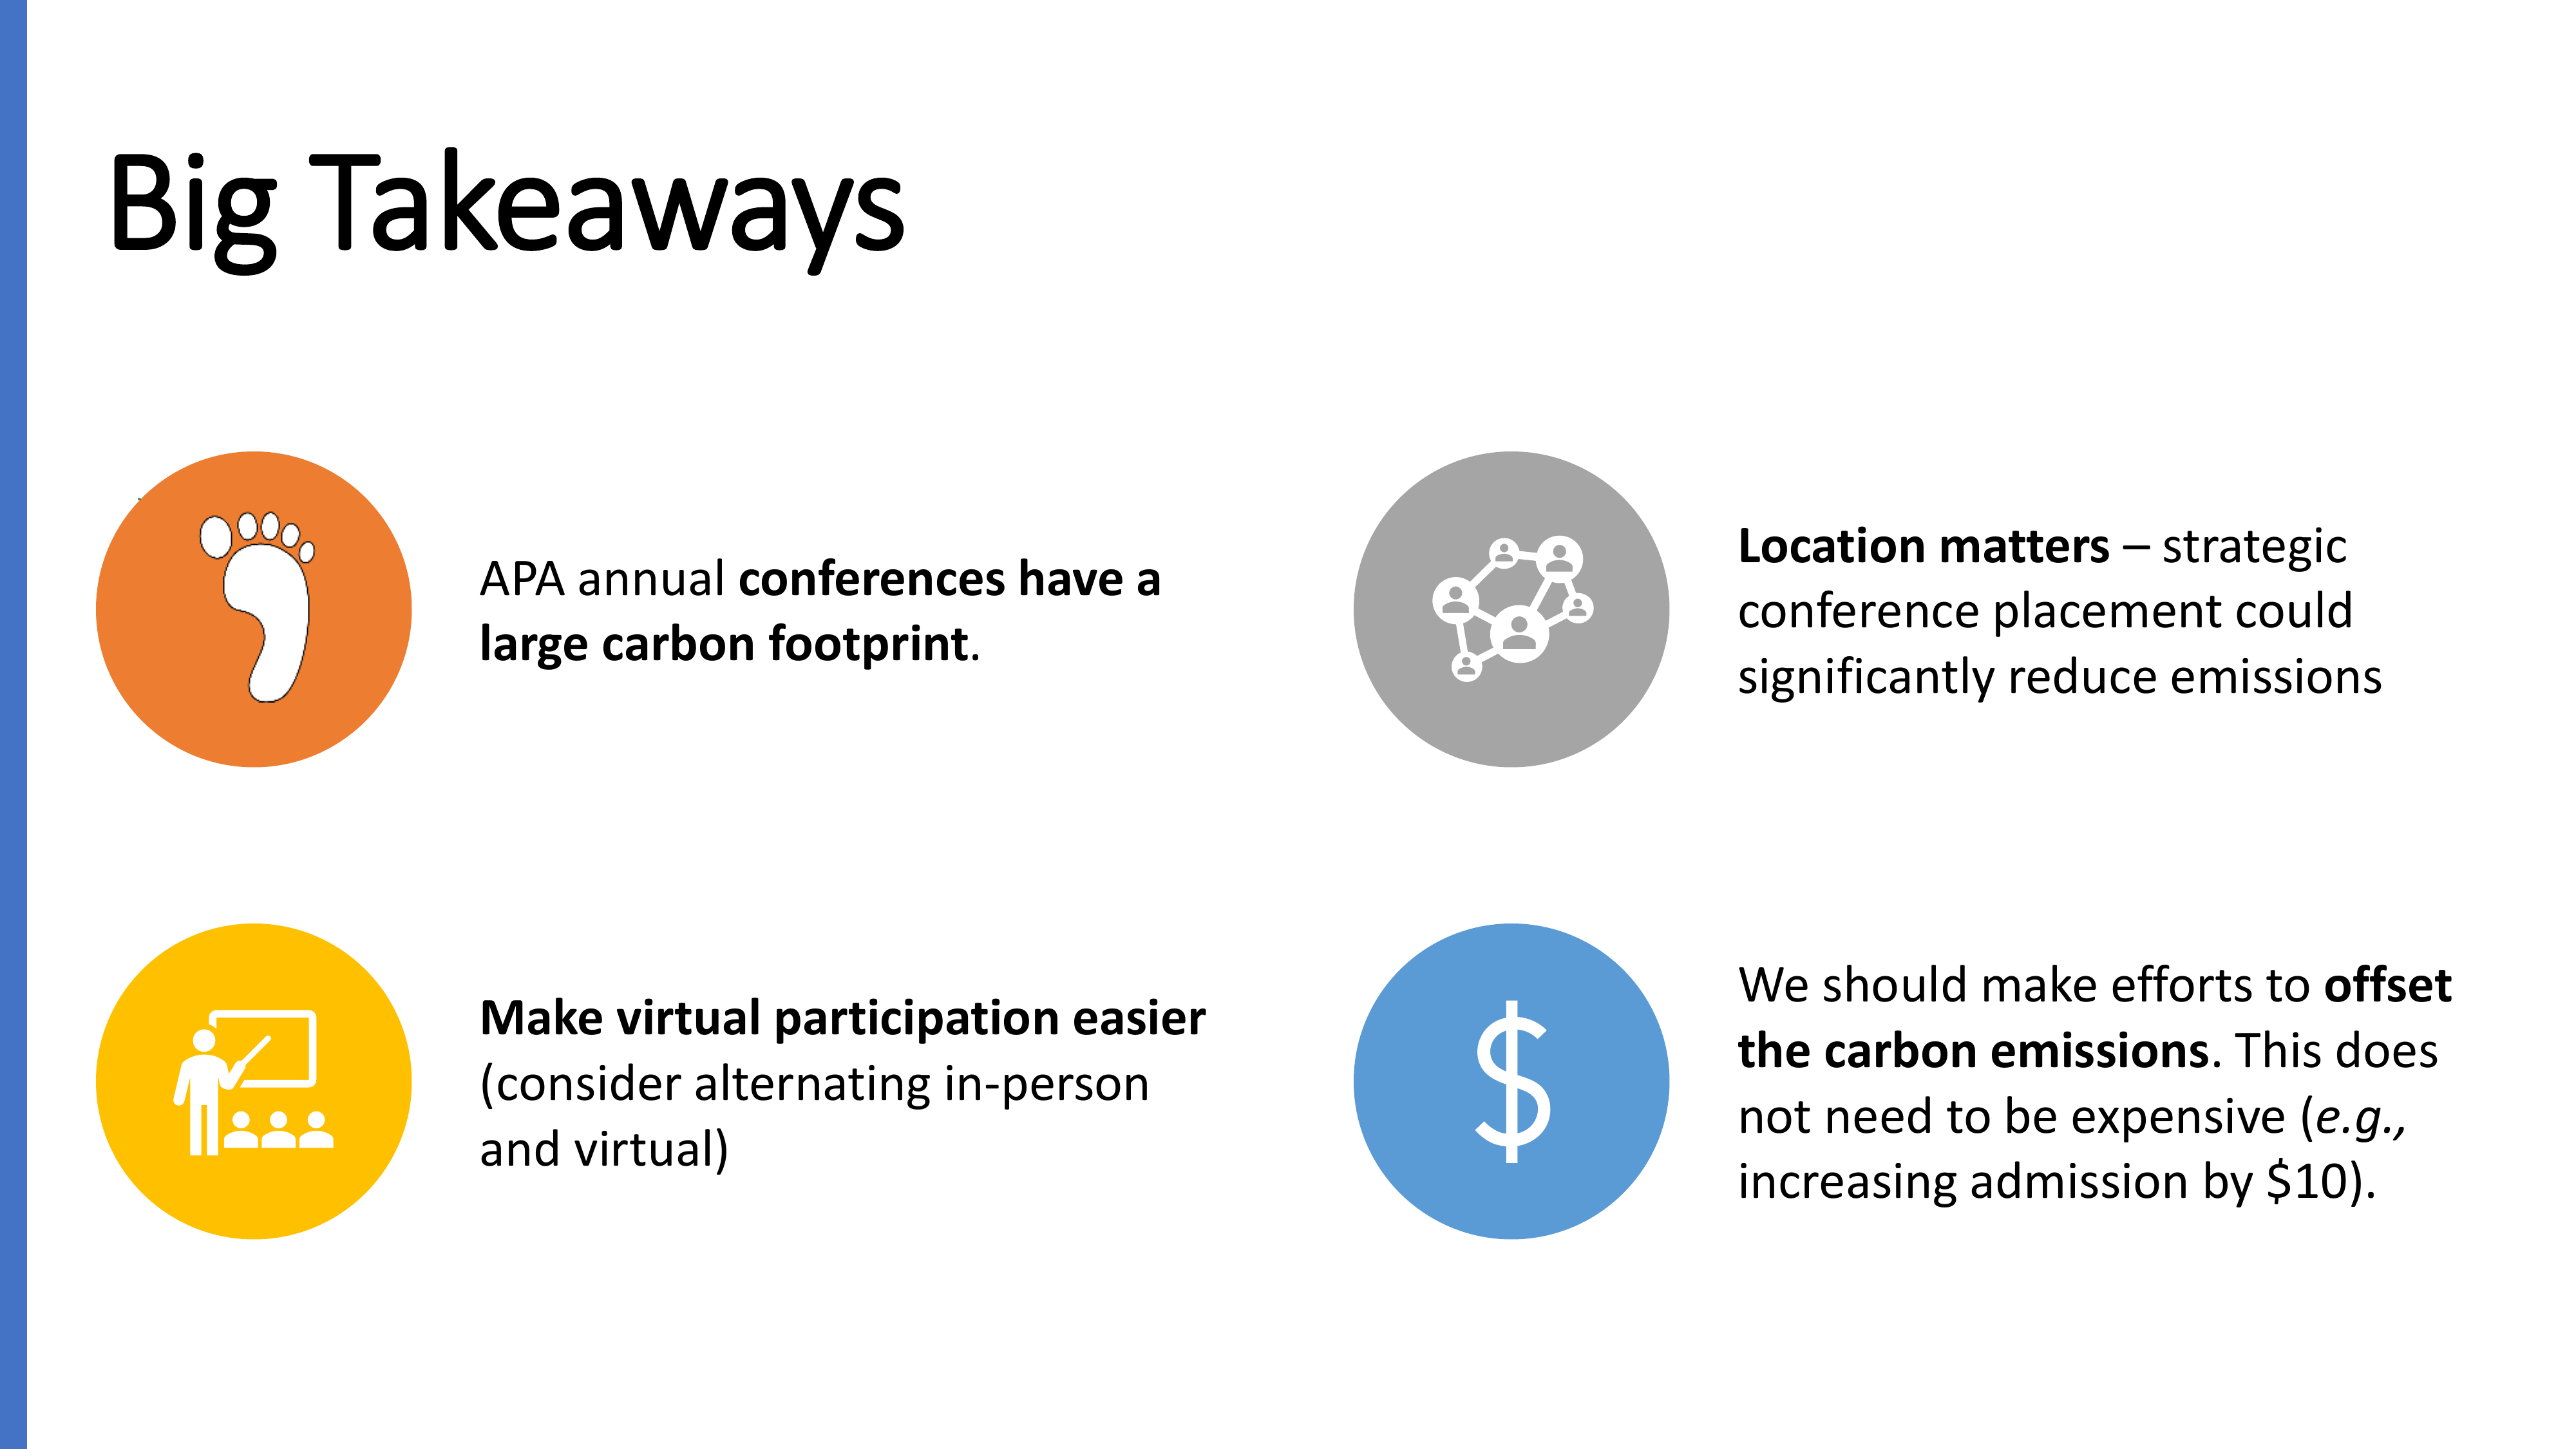 Big Takeaways
APA annual conferences have a
large carbon footprint.
Location matters – strategic
conference placement could
significantly reduce emissions
Make virtual participation easier
(consider alternating in-person
and virtual)
We should make efforts to offset
the carbon emissions. This does
not need to be expensive (e.g.,
increasing admission by $10).